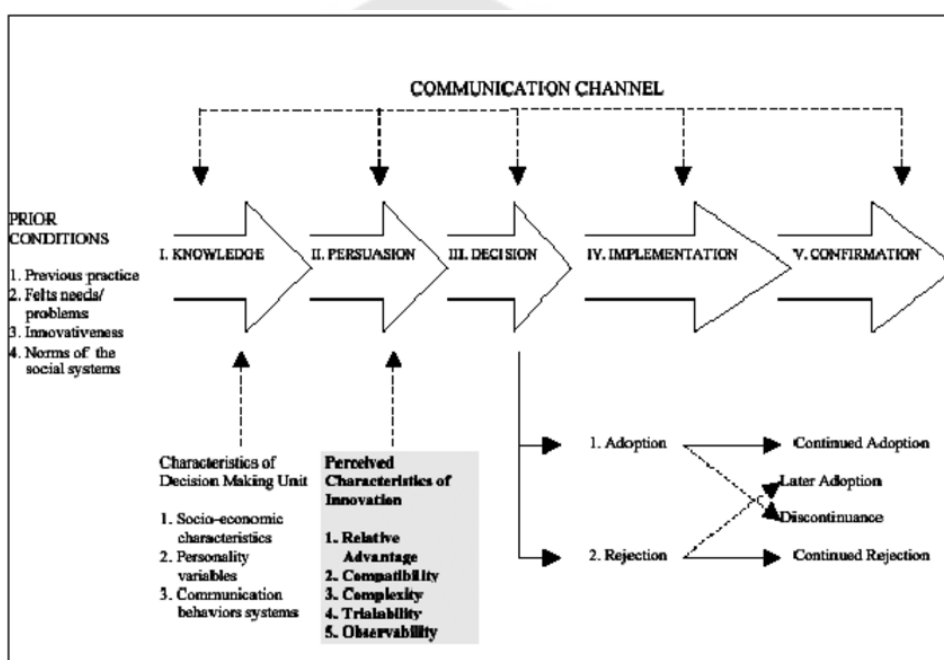 COMMUNICATION CHANNEL
PRIOR
CONDITIONS
1. Previous practice
2. Felts needs/
problems
3. Innovativeness
4. Norms of the
social systems
I. KNOWLEDGE
II. PERSUASION
III. DECISION
IV. IMPLEMENTATION
V. CONFIRMATION
Characteristics of
Decision Making Unit
1. Socio-economic
characteristics
2. Personality
variables
3. Communication
behaviors systems
Perceived
Characteristics of
Innovation
1. Relative
Advantage
2. Compatibility
3. Complexity
4. Trialability
5. Observability
1. Adoption
2. Rejection
Continued Adoption
Later Adoption
Discontinuance
Continued Rejection